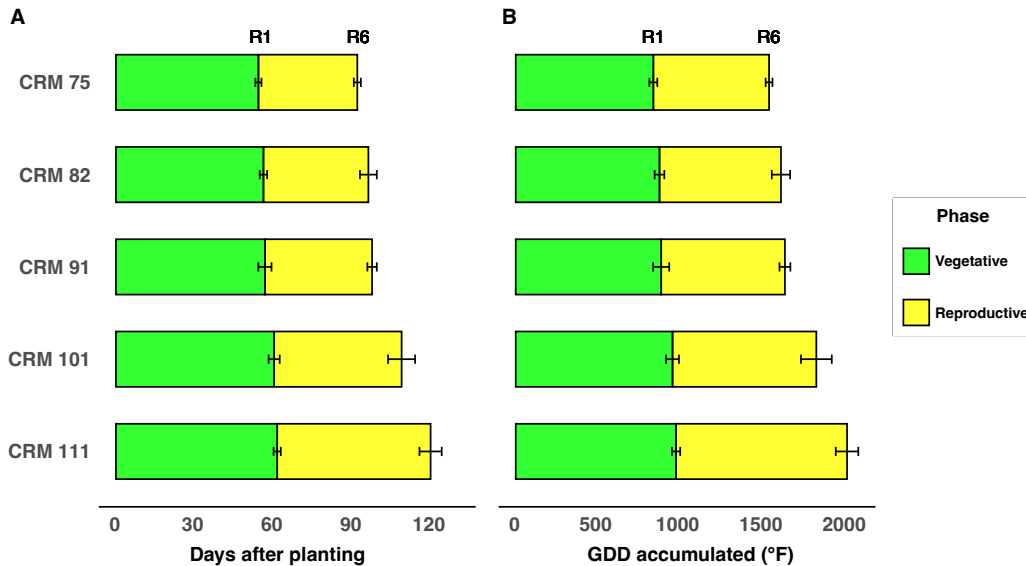 A
B
R1 R6
R1 R6
CRM 75
CRM 82
CRM 91
CRM 101
CRM 111
0 30 60 90 120
Days after planting
0 500 1000 1500 2000
GDD accumulated (°F)
Phase
Vegetative
Reproductive